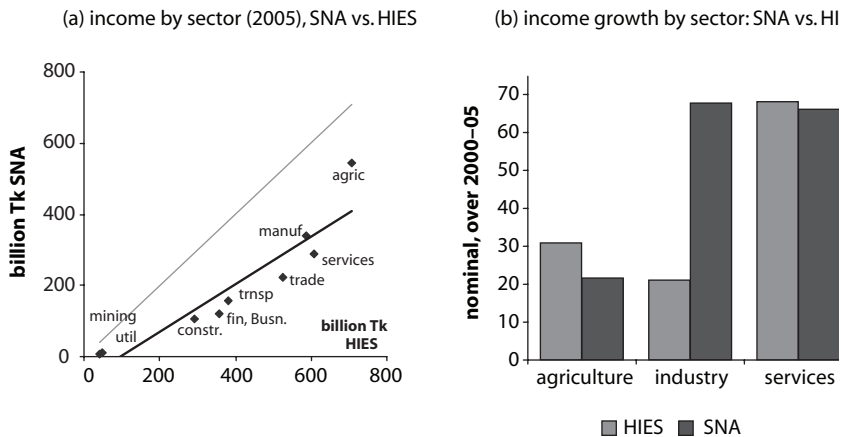 (a) income by sector (2005), SNA vs. HIES
billion Tk SNA
800
600
400
200
0
agric
manuf.
services
trade
trnsp
fin, Busn.
constr.
mining
util
billion Tk
HIES
0 200 400 600 800
(b) income growth by sector: SNA vs. HI
nominal, over 2000–05
70
60
50
40
30
20
10
0
agriculture industry services
HIES SNA